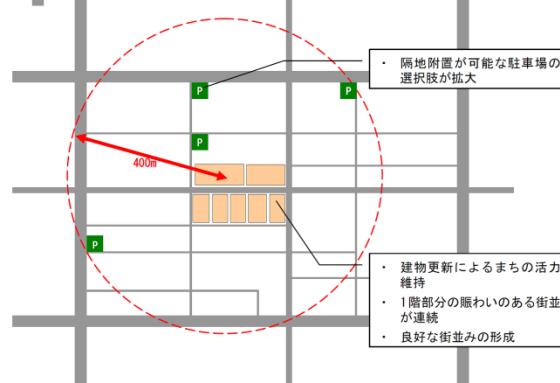 ・ 隔地附置が可能な駐車場の
選択肢が拡大
P
P
P
400m
P
・ 建物更新によるまちの活力
維持
・ 1階部分の賑わいのある街並
が連続
・ 良好な街並みの形成